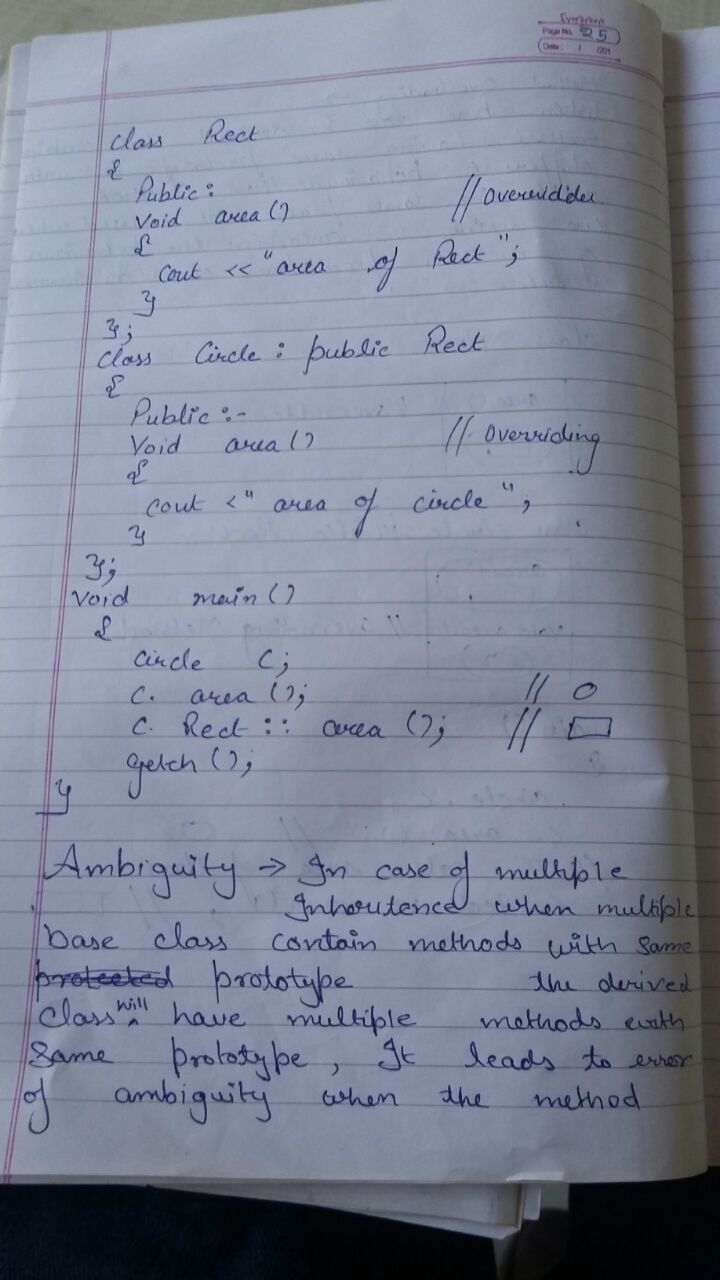 Evergreen
Page No. 25
Date: / /201
class Rect
{
Public:
void area()  // overridden
{
cout << "area of Rect";
}
};
class Circle: public Rect
{
Public:-
void area()  // overriding
{
cout <" area of circle";
}
};
void main()
{
circle C;
C. area();  // ○
C. Rect:: area();  // ▭
getch();
}
Ambiguity → In case of multiple
Inheritence when multiple
base class contain methods with same
protected prototype the derived
class will have multiple methods with
same prototype, It leads to error
of ambiguity when the method